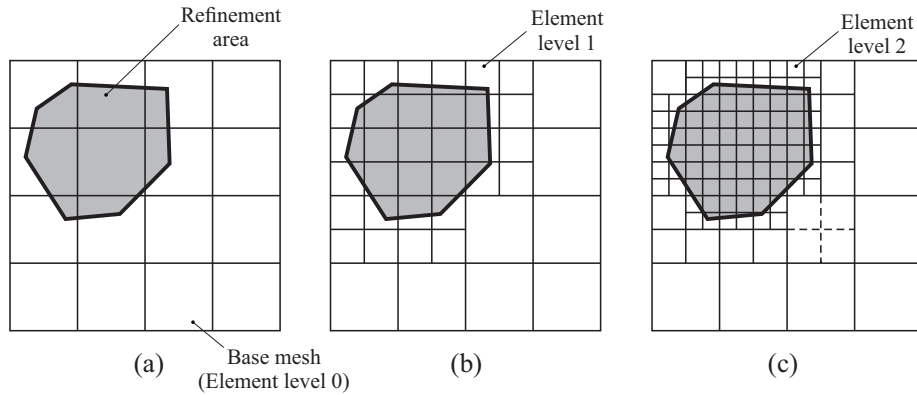 Refinement
area
Element
level 1
Element
level 2
Base mesh
(Element level 0)
(a)
(b)
(c)